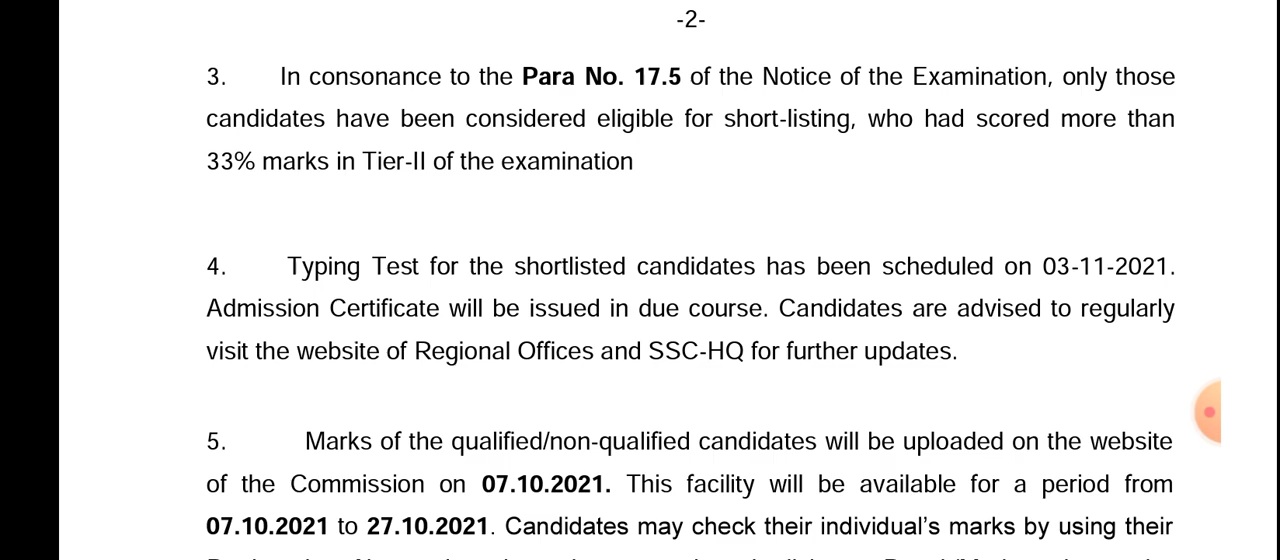 -2-
3. In consonance to the Para No. 17.5 of the Notice of the Examination, only those
candidates have been considered eligible for short-listing, who had scored more than
33% marks in Tier-II of the examination
4. Typing Test for the shortlisted candidates has been scheduled on 03-11-2021.
Admission Certificate will be issued in due course. Candidates are advised to regularly
visit the website of Regional Offices and SSC-HQ for further updates.
5. Marks of the qualified/non-qualified candidates will be uploaded on the website
of the Commission on 07.10.2021. This facility will be available for a period from
07.10.2021 to 27.10.2021. Candidates may check their individual's marks by using their